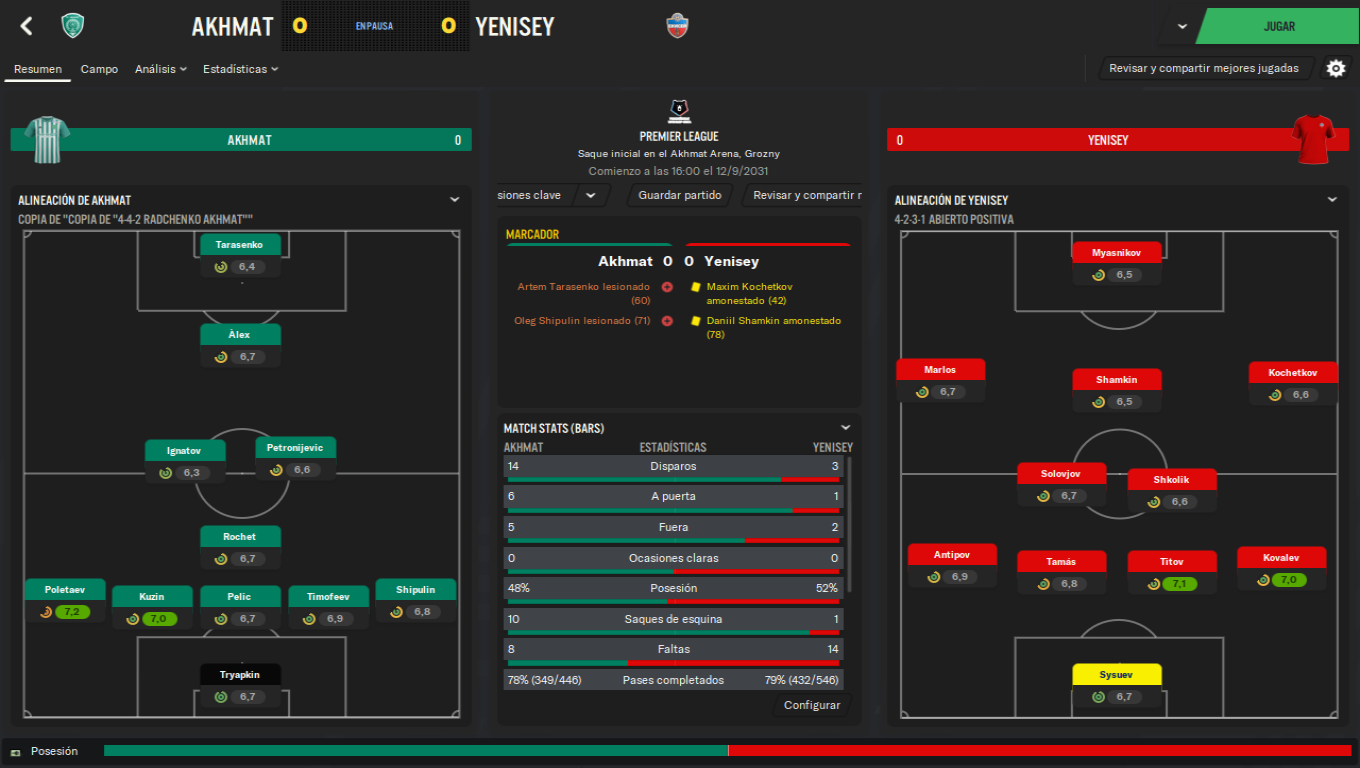 AKHMAT 0 EN PAUSA 0 YENISEY
JUGAR
Resumen Campo Análisis Estadísticas
Revisar y compartir mejores jugadas
AKHMAT 0
PREMIER LEAGUE
Saque inicial en el Akhmat Arena, Grozny
Comienzo a las 16:00 el 12/9/2031
siones clave Guardar partido Revisar y compartir r
0 YENISEY
ALINEACIÓN DE AKHMAT
COPIA DE "COPIA DE "4-4-2 RADCHENKO AKHMAT""
Tarasenko
6,4
Àlex
6,7
Ignatov
6,3
Petronijevic
6,6
Rochet
6,7
Poletaev
7,2
Kuzin
7,0
Pelic
6,7
Timofeev
6,9
Shipulin
6,8
Tryapkin
6,7
MARCADOR
Akhmat 0 0 Yenisey
Artem Tarasenko lesionado
(60)
Maxim Kochetkov
amonestado (42)
Oleg Shipulin lesionado (71)
Daniil Shamkin amonestado
(78)
MATCH STATS (BARS)
AKHMAT ESTADÍSTICAS YENISEY
14 Disparos 3
6 A puerta 1
5 Fuera 2
0 Ocasiones claras 0
48% Posesión 52%
10 Saques de esquina 1
8 Faltas 14
78% (349/446) Pases completados 79% (432/546)
Configurar
ALINEACIÓN DE YENISEY
4-2-3-1 ABIERTO POSITIVA
Myasnikov
6,5
Marlos
6,7
Shamkin
6,5
Kochetkov
6,6
Solovjov
6,7
Shkolik
6,6
Antipov
6,9
Tamás
6,8
Titov
7,1
Kovalev
7,0
Sysuev
6,7
Posesión